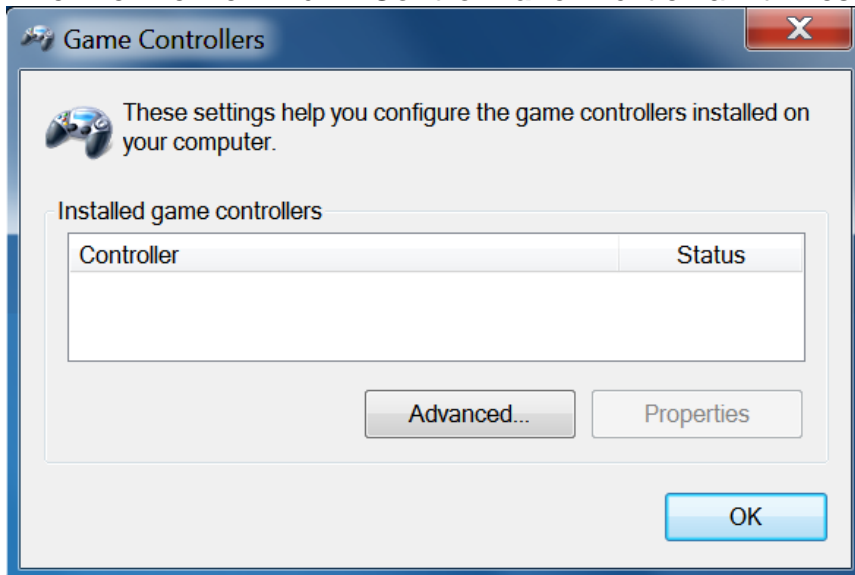 Game Controllers
These settings help you configure the game controllers installed on
your computer.
Installed game controllers
Controller Status
Advanced... Properties
OK